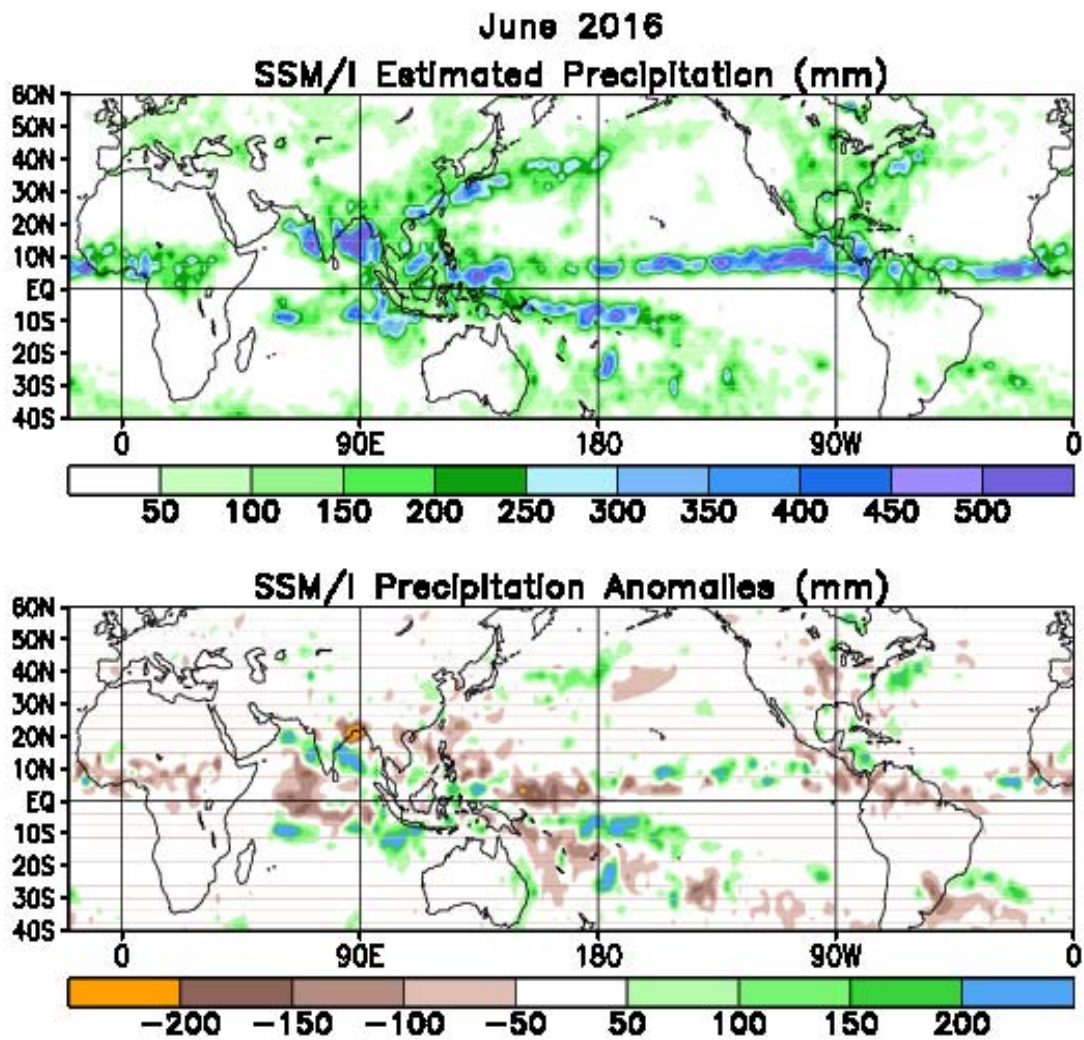 June 2016
SSM/I Estimated Precipitation (mm)
60N
50N
40N
30N
20N
10N
EQ
10S
20S
30S
40S
0 90E 180 90W 0
50 100 150 200 250 300 350 400 450 500
SSM/I Precipitation Anomalies (mm)
60N
50N
40N
30N
20N
10N
EQ
10S
20S
30S
40S
0 90E 180 90W 0
-200 -150 -100 -50 50 100 150 200